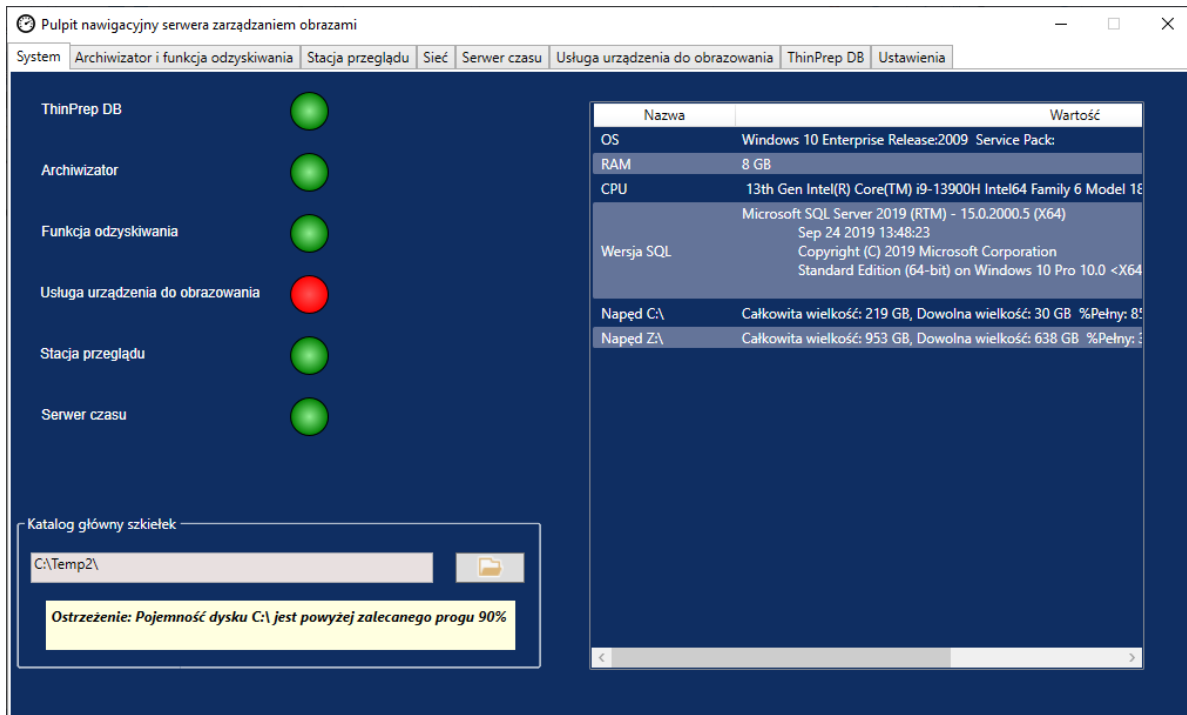 Pulpit nawigacyjny serwera zarządzaniem obrazami
System Archiwizator i funkcja odzyskiwania Stacja przeglądu Sieć Serwer czasu Usługa urządzenia do obrazowania ThinPrep DB Ustawienia
ThinPrep DB
Archiwizator
Funkcja odzyskiwania
Usługa urządzenia do obrazowania
Stacja przeglądu
Serwer czasu
Katalog główny szkiełek
C:\Temp2\
Ostrzeżenie: Pojemność dysku C:\ jest powyżej zalecanego progu 90%
Nazwa Wartość
OS Windows 10 Enterprise Release:2009 Service Pack:
RAM 8 GB
CPU 13th Gen Intel(R) Core(TM) i9-13900H Intel64 Family 6 Model 18
Wersja SQL
Microsoft SQL Server 2019 (RTM) - 15.0.2000.5 (X64)
Sep 24 2019 13:48:23
Copyright (C) 2019 Microsoft Corporation
Standard Edition (64-bit) on Windows 10 Pro 10.0 <X64
Napęd C:\ Całkowita wielkość: 219 GB, Dowolna wielkość: 30 GB %Pełny:
Napęd Z:\ Całkowita wielkość: 953 GB, Dowolna wielkość: 638 GB %Pełny: